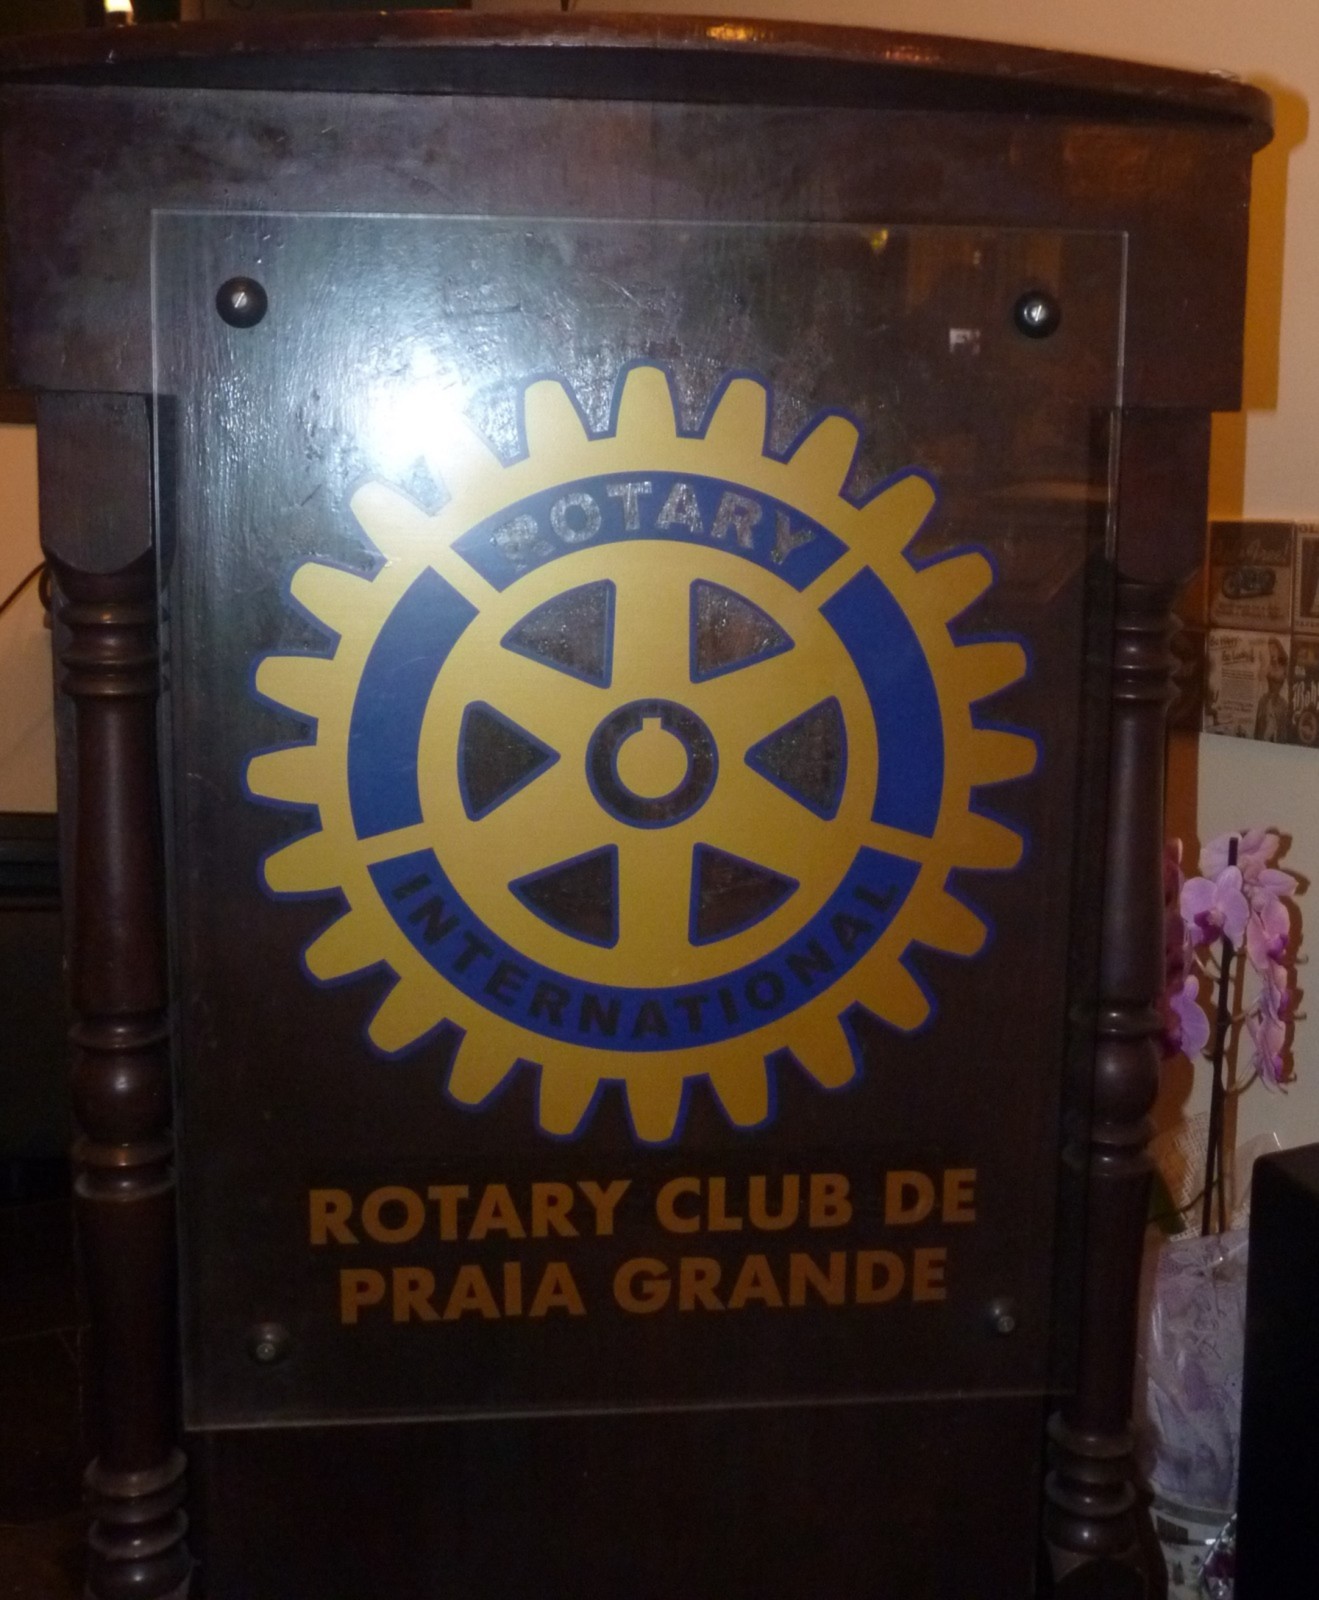 ROTARY
INTERNATIONAL
ROTARY CLUB DE
PRAIA GRANDE